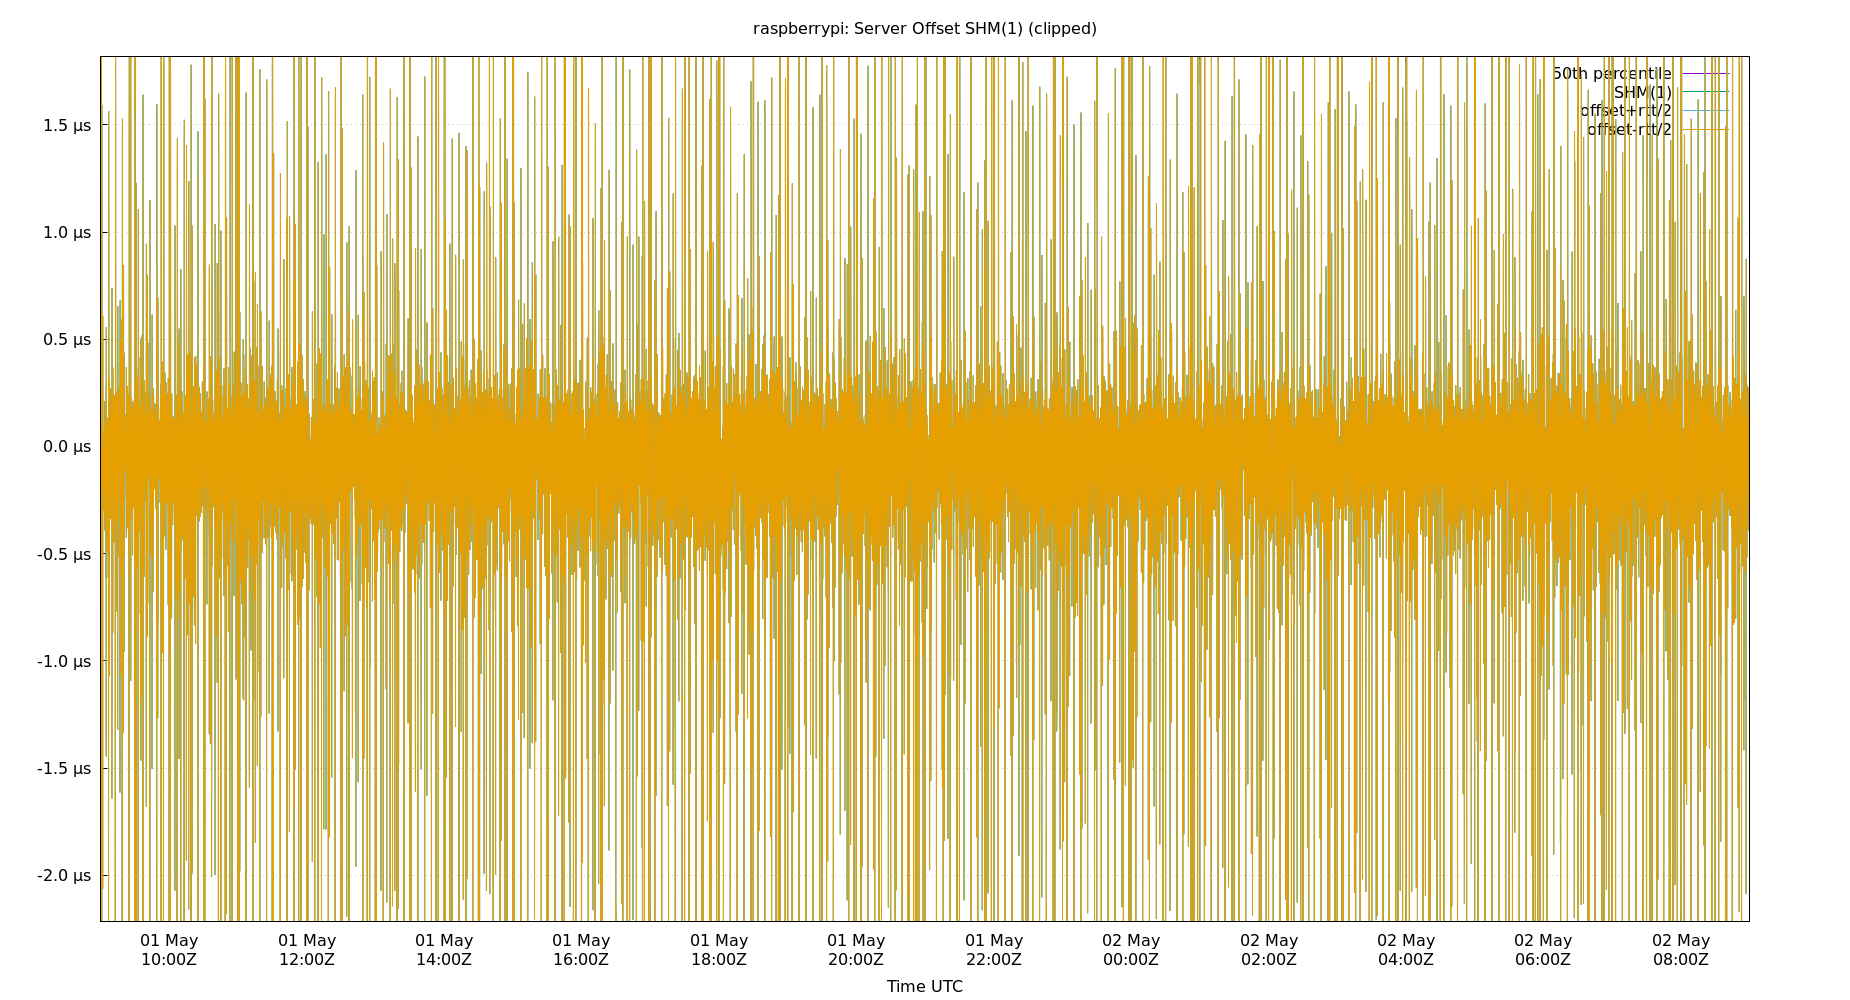 raspberrypi: Server Offset SHM(1) (clipped)
50th percentile
SHM(1)
offset+rtt/2
offset-rtt/2
1.5 µs
1.0 µs
0.5 µs
0.0 µs
-0.5 µs
-1.0 µs
-1.5 µs
-2.0 µs
01 May 01 May 01 May 01 May 01 May 01 May 01 May 02 May 02 May 02 May 02 May 02 May
10:00Z 12:00Z 14:00Z 16:00Z 18:00Z 20:00Z 22:00Z 00:00Z 02:00Z 04:00Z 06:00Z 08:00Z
Time UTC